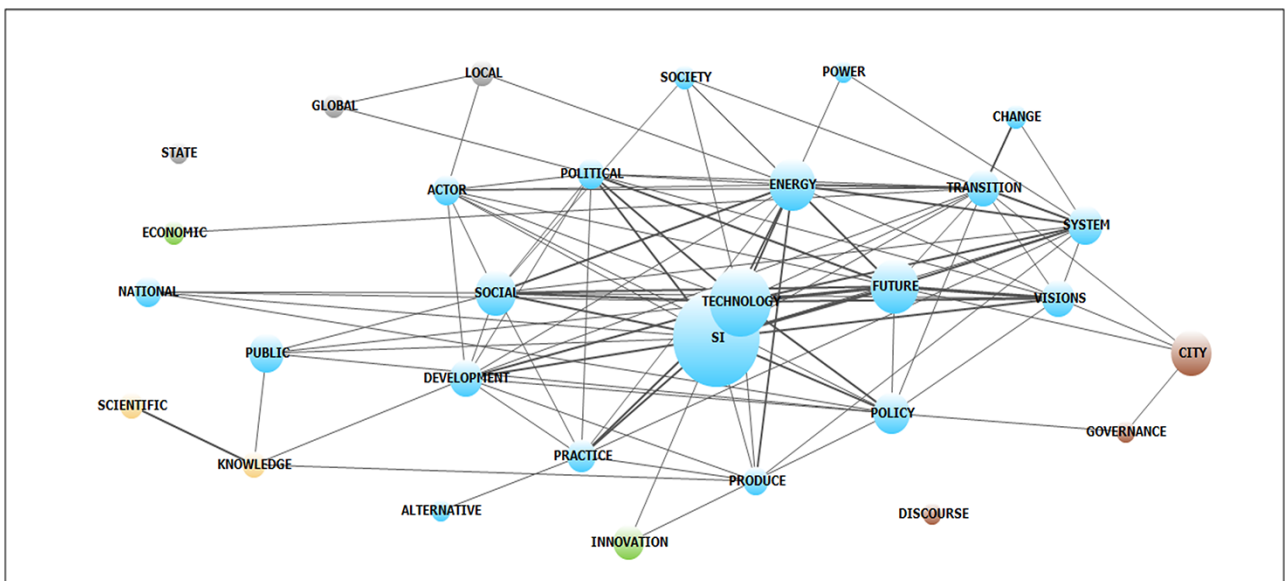 LOCAL
POWER
SOCIETY
GLOBAL
CHANGE
STATE
POLITICAL
ENERGY
TRANSITION
ACTOR
SYSTEM
ECONOMIC
FUTURE
NATIONAL
SOCIAL
VISIONS
TECHNOLOGY
SI
PUBLIC
CITY
DEVELOPMENT
SCIENTIFIC
POLICY
GOVERNANCE
PRACTICE
KNOWLEDGE
PRODUCE
ALTERNATIVE
DISCOURSE
INNOVATION